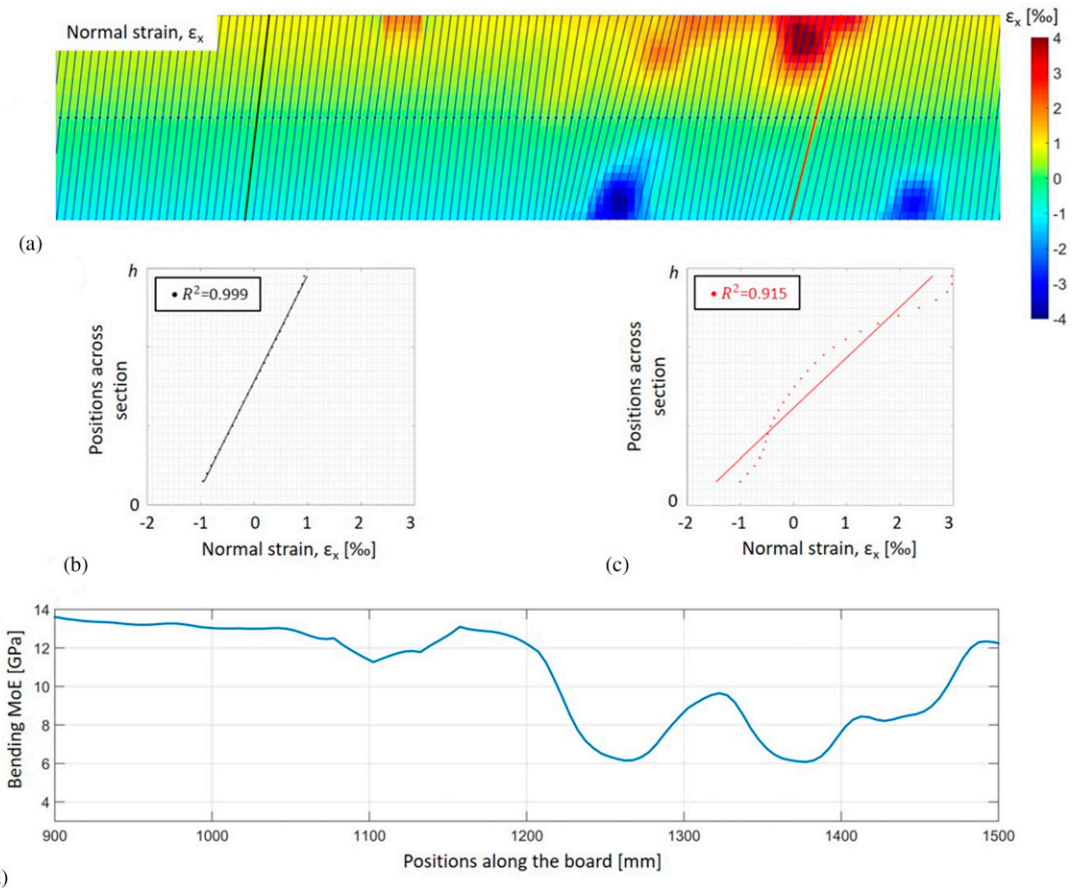 Normal strain, εx
εx [‰]
4
3
2
1
0
-1
-2
-3
-4
(a)
h
• R²=0.999
Positions across
section
0
-2 -1 0 1 2 3
Normal strain, εx [‰]
(b)
h
• R²=0.915
Positions across
section
0
-2 -1 0 1 2 3
Normal strain, εx [‰]
(c)
14
12
10
8
6
4
Bending MoE [GPa]
900 1000 1100 1200 1300 1400 1500
Positions along the board [mm]